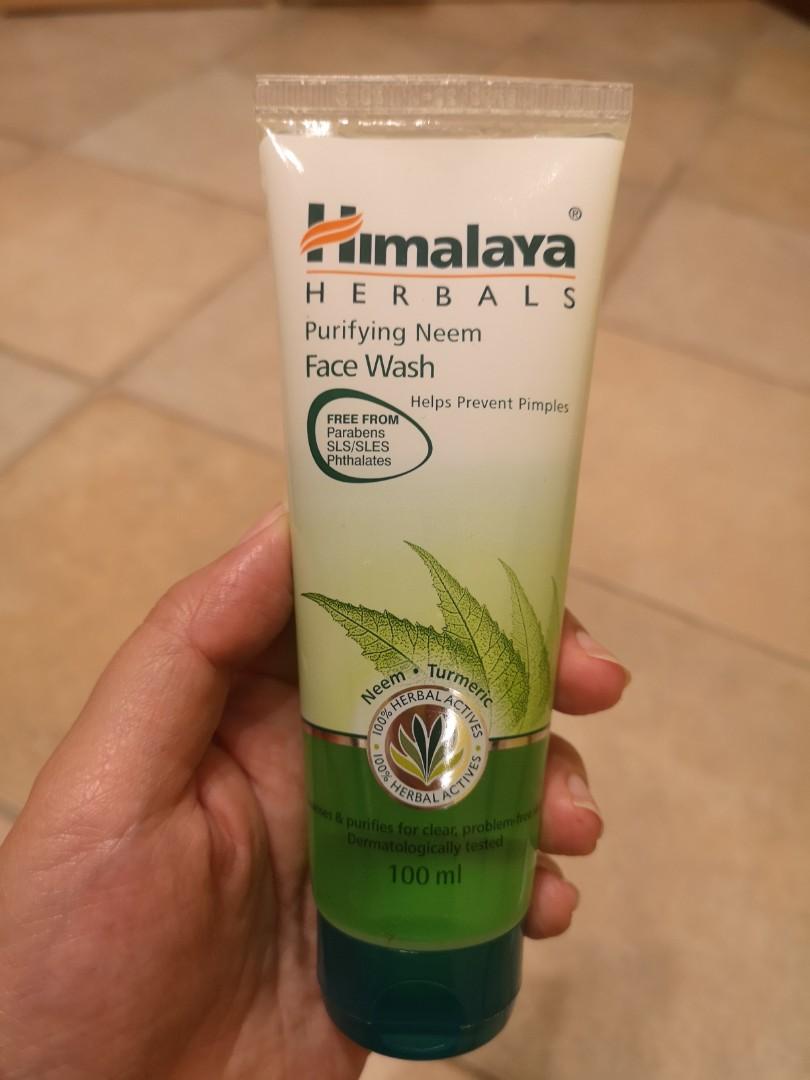 Himalaya®
HERBALS
Purifying Neem
Face Wash
Helps Prevent Pimples
FREE FROM
Parabens
SLS/SLES
Phthalates
Neem • Turmeric
100% HERBAL ACTIVES
100% HERBAL ACTIVES
& purifies for clear, problem-free
Dermatologically tested
100 ml